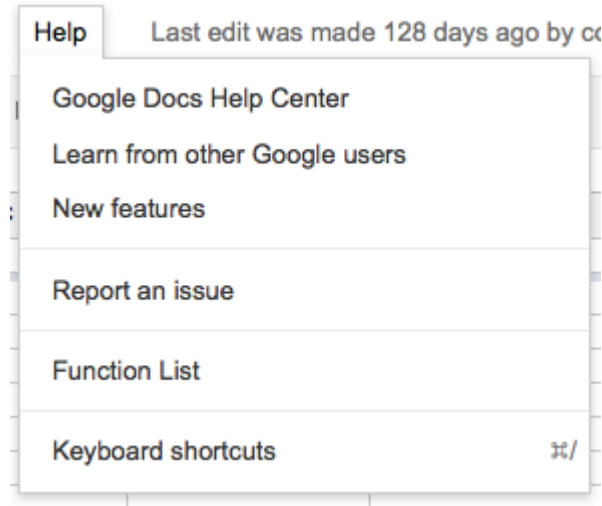 Help Last edit was made 128 days ago by
Google Docs Help Center
Learn from other Google users
New features
Report an issue
Function List
Keyboard shortcuts ⌘/